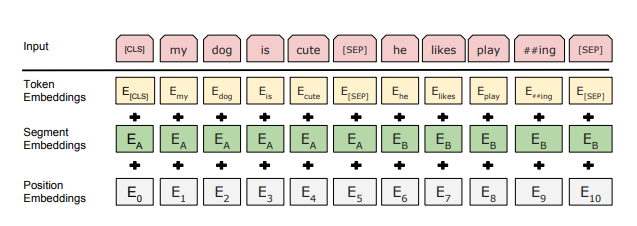 Input [CLS] my dog is cute [SEP] he likes play ##ing [SEP]
Token Embeddings E[CLS] Emy Edog Eis Ecute E[SEP] Ehe Elikes Eplay E##ing E[SEP]
+ + + + + + + + + + +
Segment Embeddings EA EA EA EA EA EA EB EB EB EB EB
+ + + + + + + + + + +
Position Embeddings E0 E1 E2 E3 E4 E5 E6 E7 E8 E9 E10